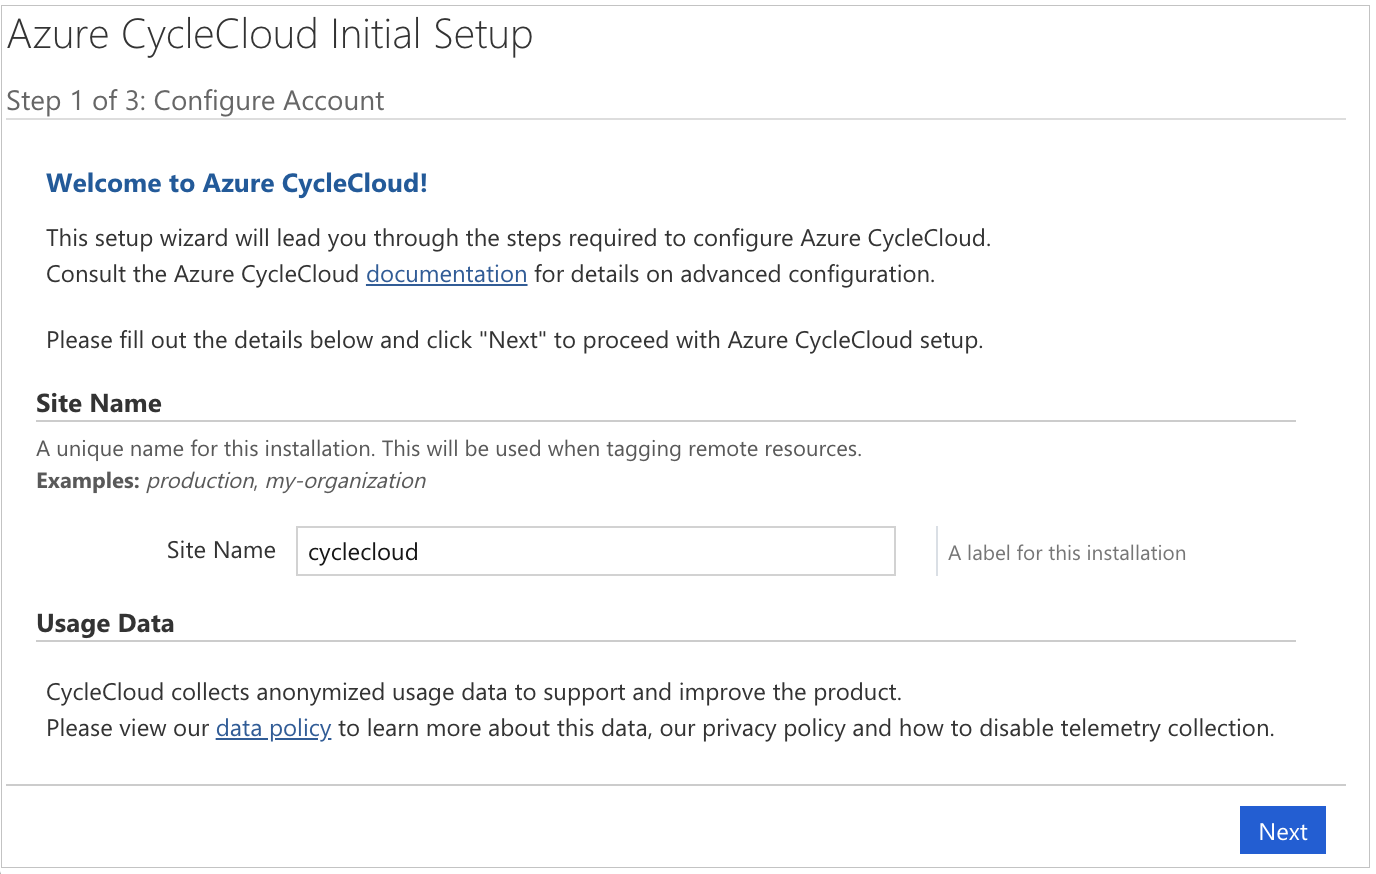 Azure CycleCloud Initial Setup
Step 1 of 3: Configure Account
Welcome to Azure CycleCloud!
This setup wizard will lead you through the steps required to configure Azure CycleCloud.
Consult the Azure CycleCloud documentation for details on advanced configuration.
Please fill out the details below and click "Next" to proceed with Azure CycleCloud setup.
Site Name
A unique name for this installation. This will be used when tagging remote resources.
Examples: production, my-organization
Site Name cyclecloud A label for this installation
Usage Data
CycleCloud collects anonymized usage data to support and improve the product.
Please view our data policy to learn more about this data, our privacy policy and how to disable telemetry collection.
Next